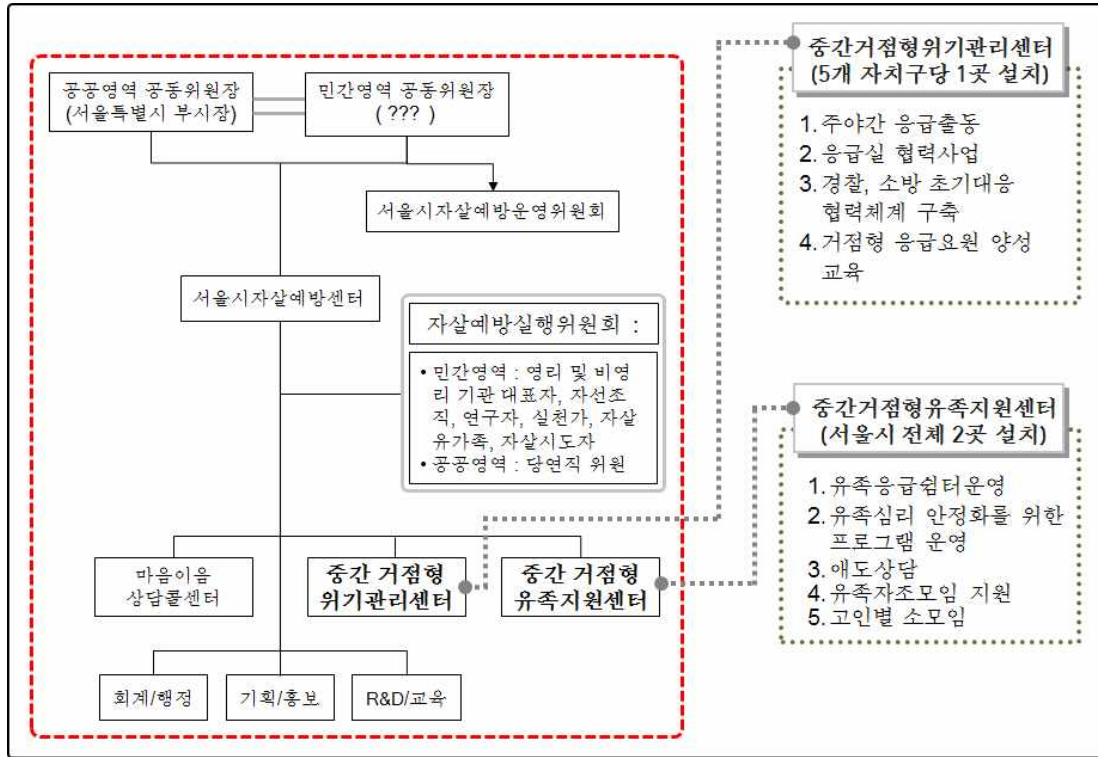 공공영역 공동위원장
(서울특별시 부시장)
민간영역 공동위원장
( ??? )
서울시자살예방운영위원회
서울시자살예방센터
자살예방실행위원회 :
• 민간영역 : 영리 및 비영
리 기관 대표자, 자선조
직, 연구자, 실천가, 자살
유가족, 자살시도자
• 공공영역 : 당연직 위원
마음이음
상담콜센터
중간 거점형
위기관리센터
중간 거점형
유족지원센터
회계/행정
기획/홍보
R&D/교육
중간거점형위기관리센터
(5개 자치구당 1곳 설치)
1. 주야간 응급출동
2. 응급실 협력사업
3. 경찰, 소방 초기대응
협력체계 구축
4. 거점형 응급요원 양성
교육
중간거점형유족지원센터
(서울시 전체 2곳 설치)
1. 유족응급쉼터운영
2. 유족심리 안정화를 위한
프로그램 운영
3. 애도상담
4. 유족자조모임 지원
5. 고인별 소모임